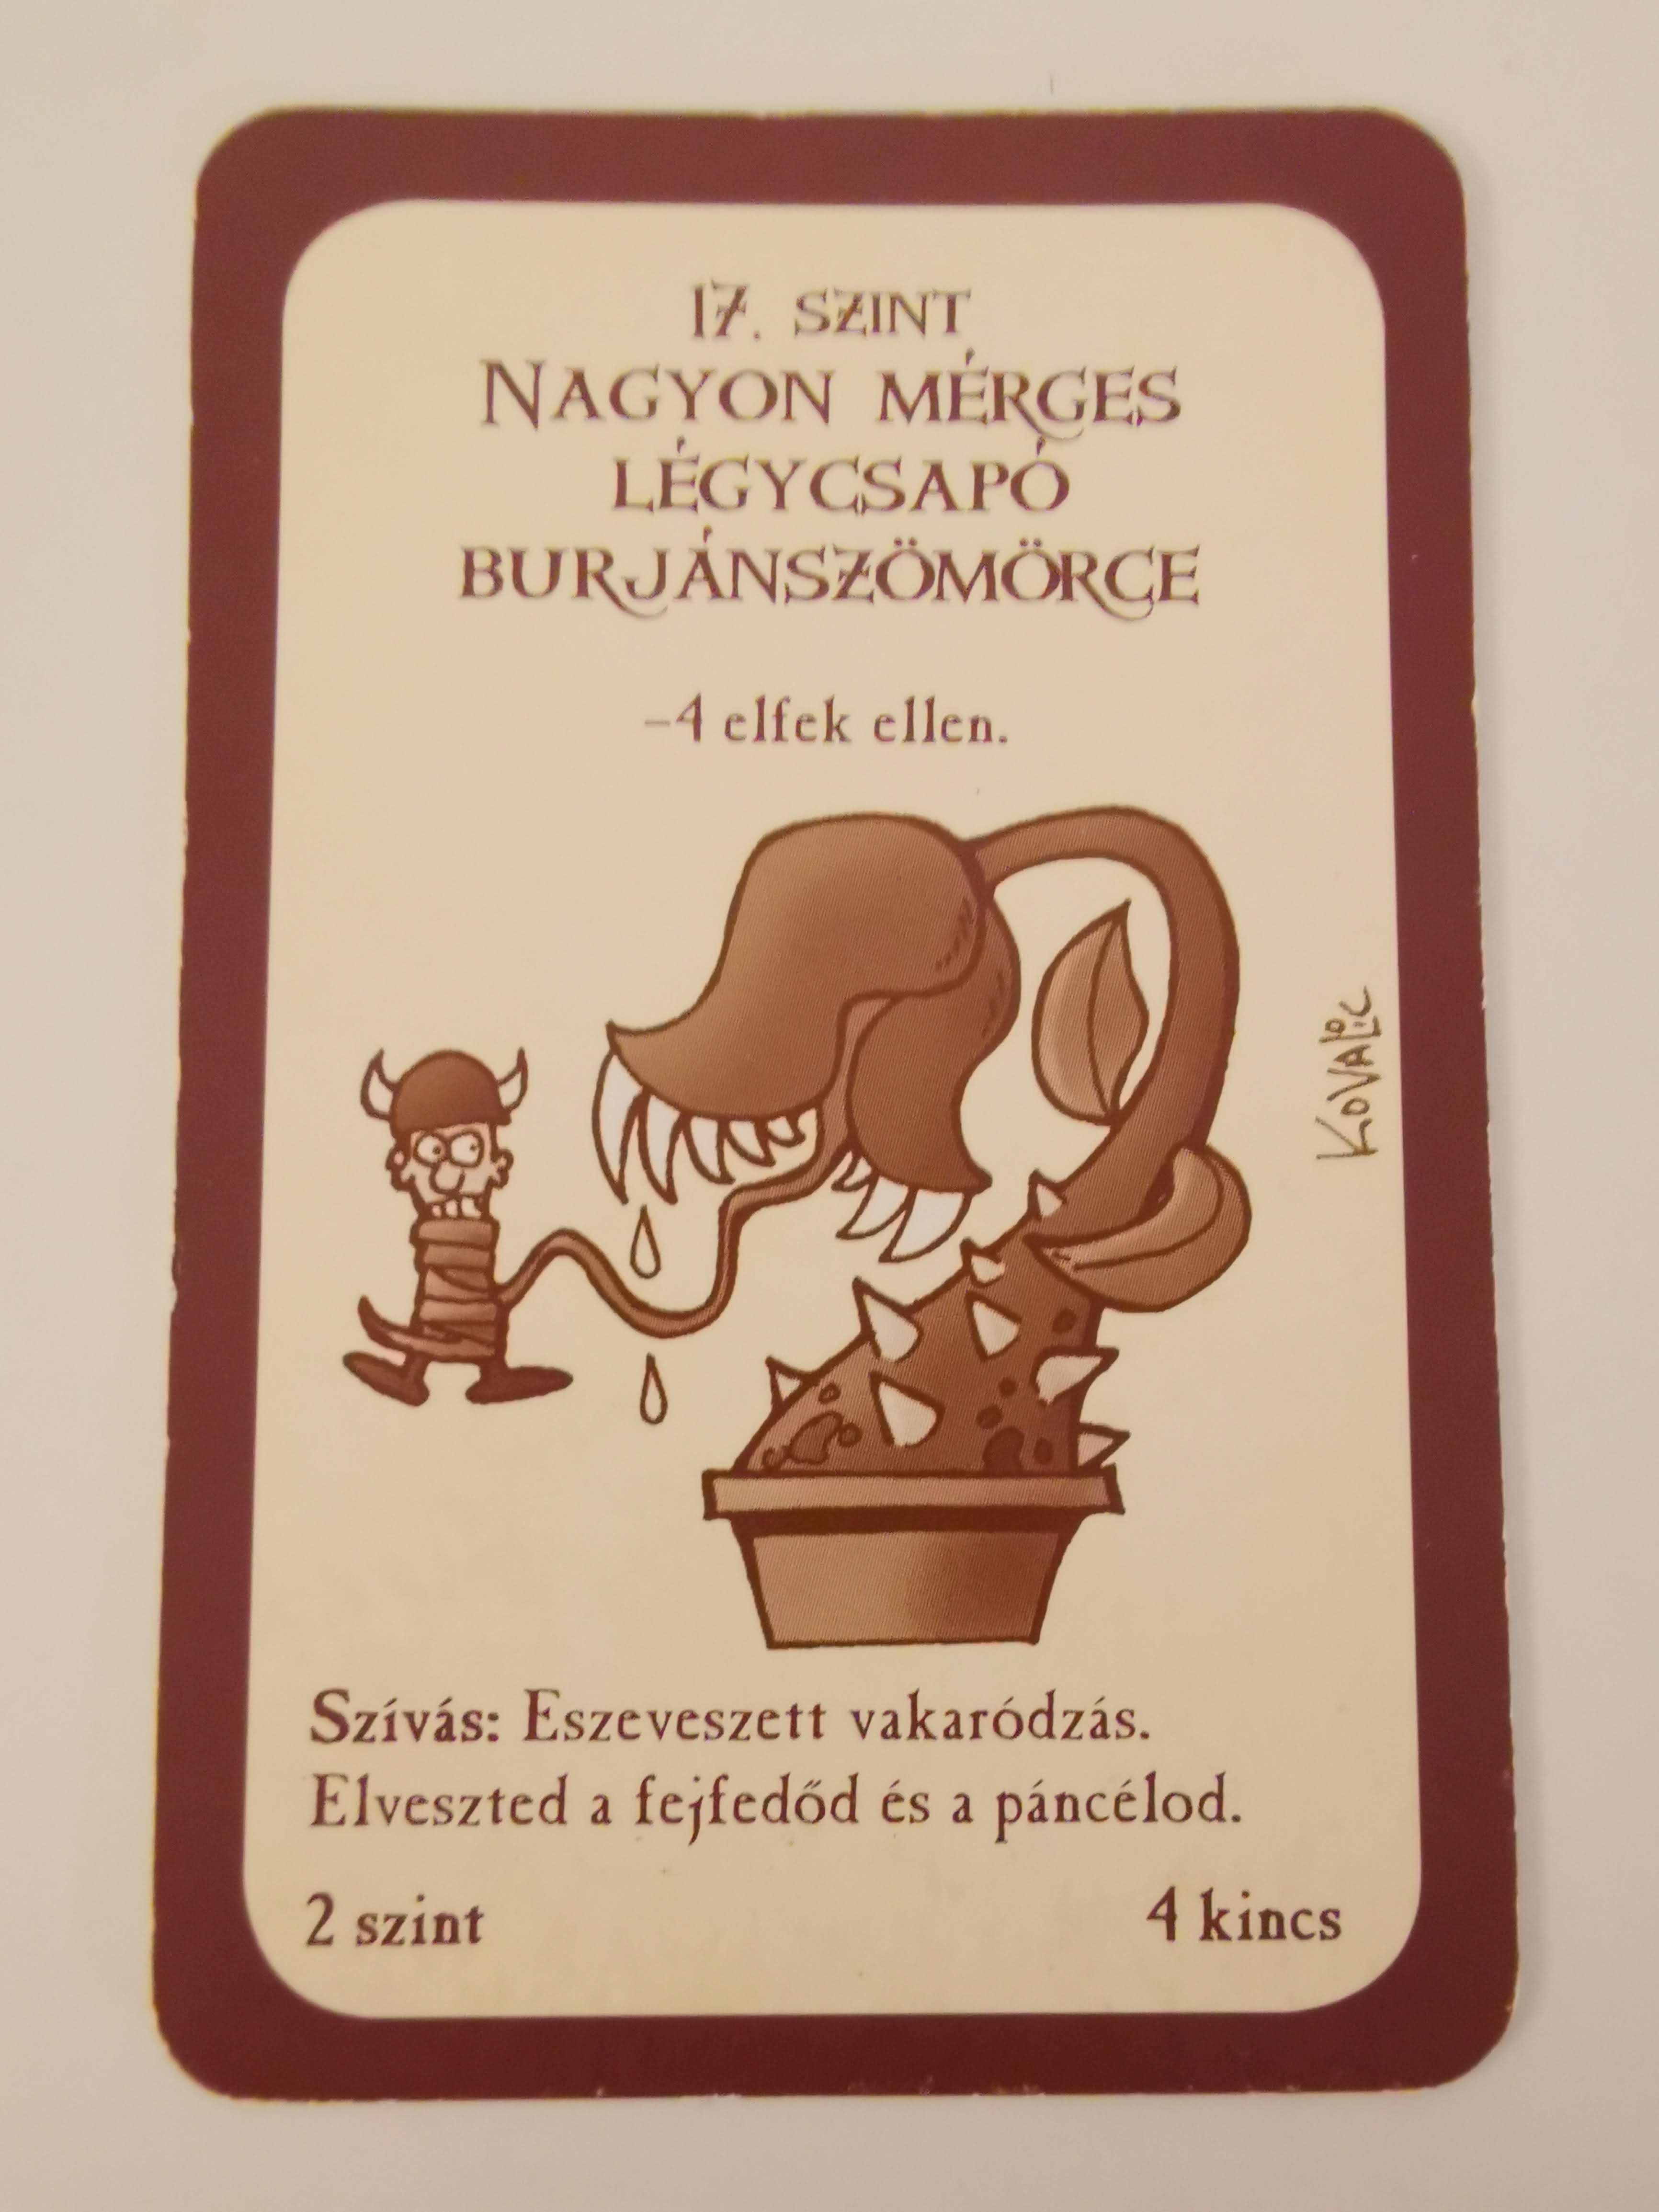 17. SZINT
NAGYON MÉRGES
LÉGYCSAPÓ
BURJÁNSZÖMÖRCE
–4 elfek ellen.
KOVALIC
Szívás: Eszeveszett vakaródzás.
Elveszted a fejfedőd és a páncélod.
2 szint
4 kincs